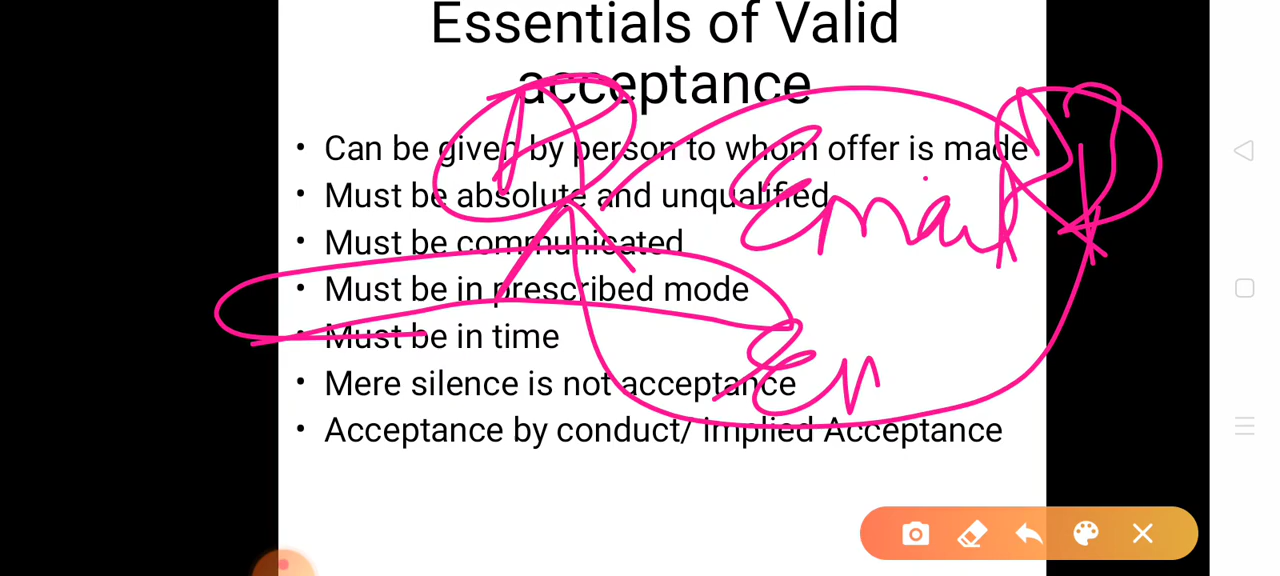 Essentials of Valid
acceptance
• Can be given by person to whom offer is made
• Must be absolute and unqualified
Email
• Must be communicated
• Must be in prescribed mode
• Must be in time
• Mere silence is not acceptance
• Acceptance by conduct/ Implied Acceptance